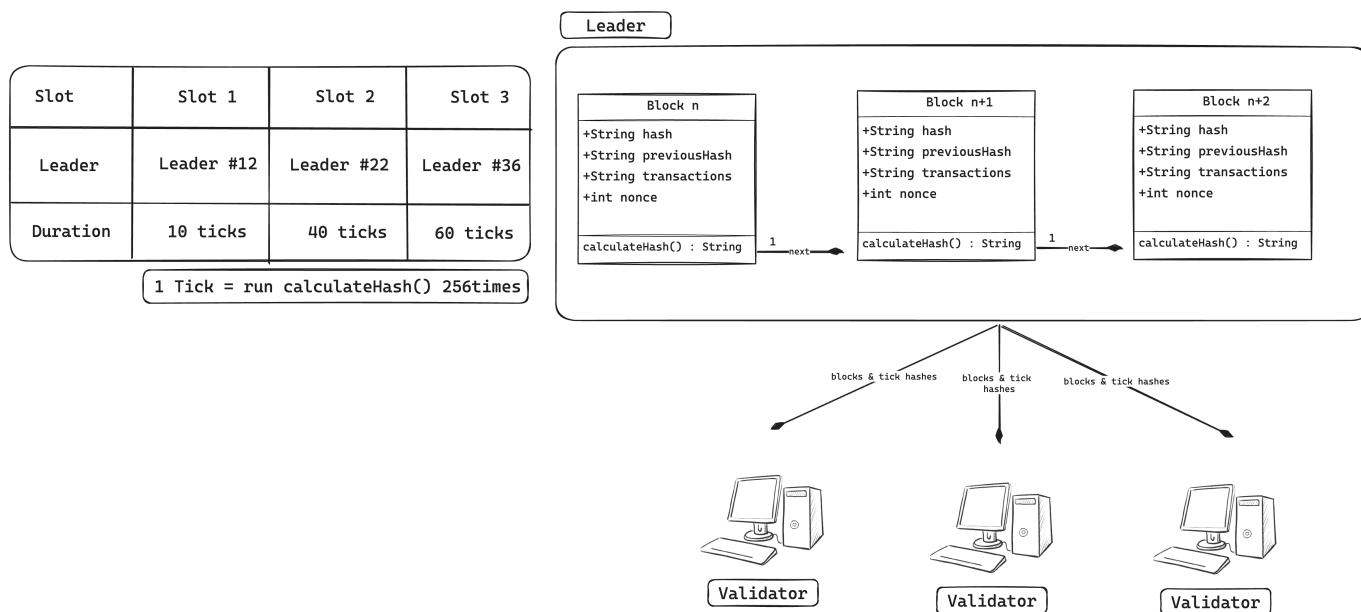 Leader
Slot
Slot 1
Slot 2
Slot 3
Leader
Leader #12
Leader #22
Leader #36
Duration
10 ticks
40 ticks
60 ticks
1 Tick = run calculateHash() 256times
Block n
+String hash
+String previousHash
+String transactions
+int nonce
calculateHash() : String
1
next
Block n+1
+String hash
+String previousHash
+String transactions
+int nonce
calculateHash() : String
1
next
Block n+2
+String hash
+String previousHash
+String transactions
+int nonce
calculateHash() : String
blocks & tick hashes
blocks & tick
hashes
blocks & tick hashes
Validator
Validator
Validator